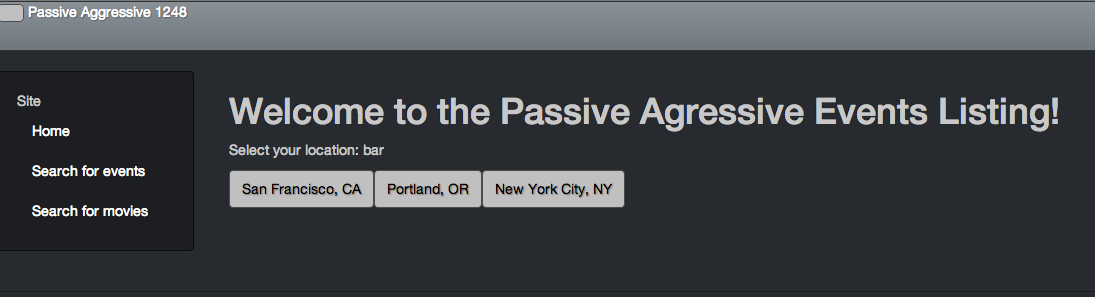 Passive Aggressive 1248
Site
Home
Search for events
Search for movies
Welcome to the Passive Agressive Events Listing!
Select your location: bar
San Francisco, CA Portland, OR New York City, NY